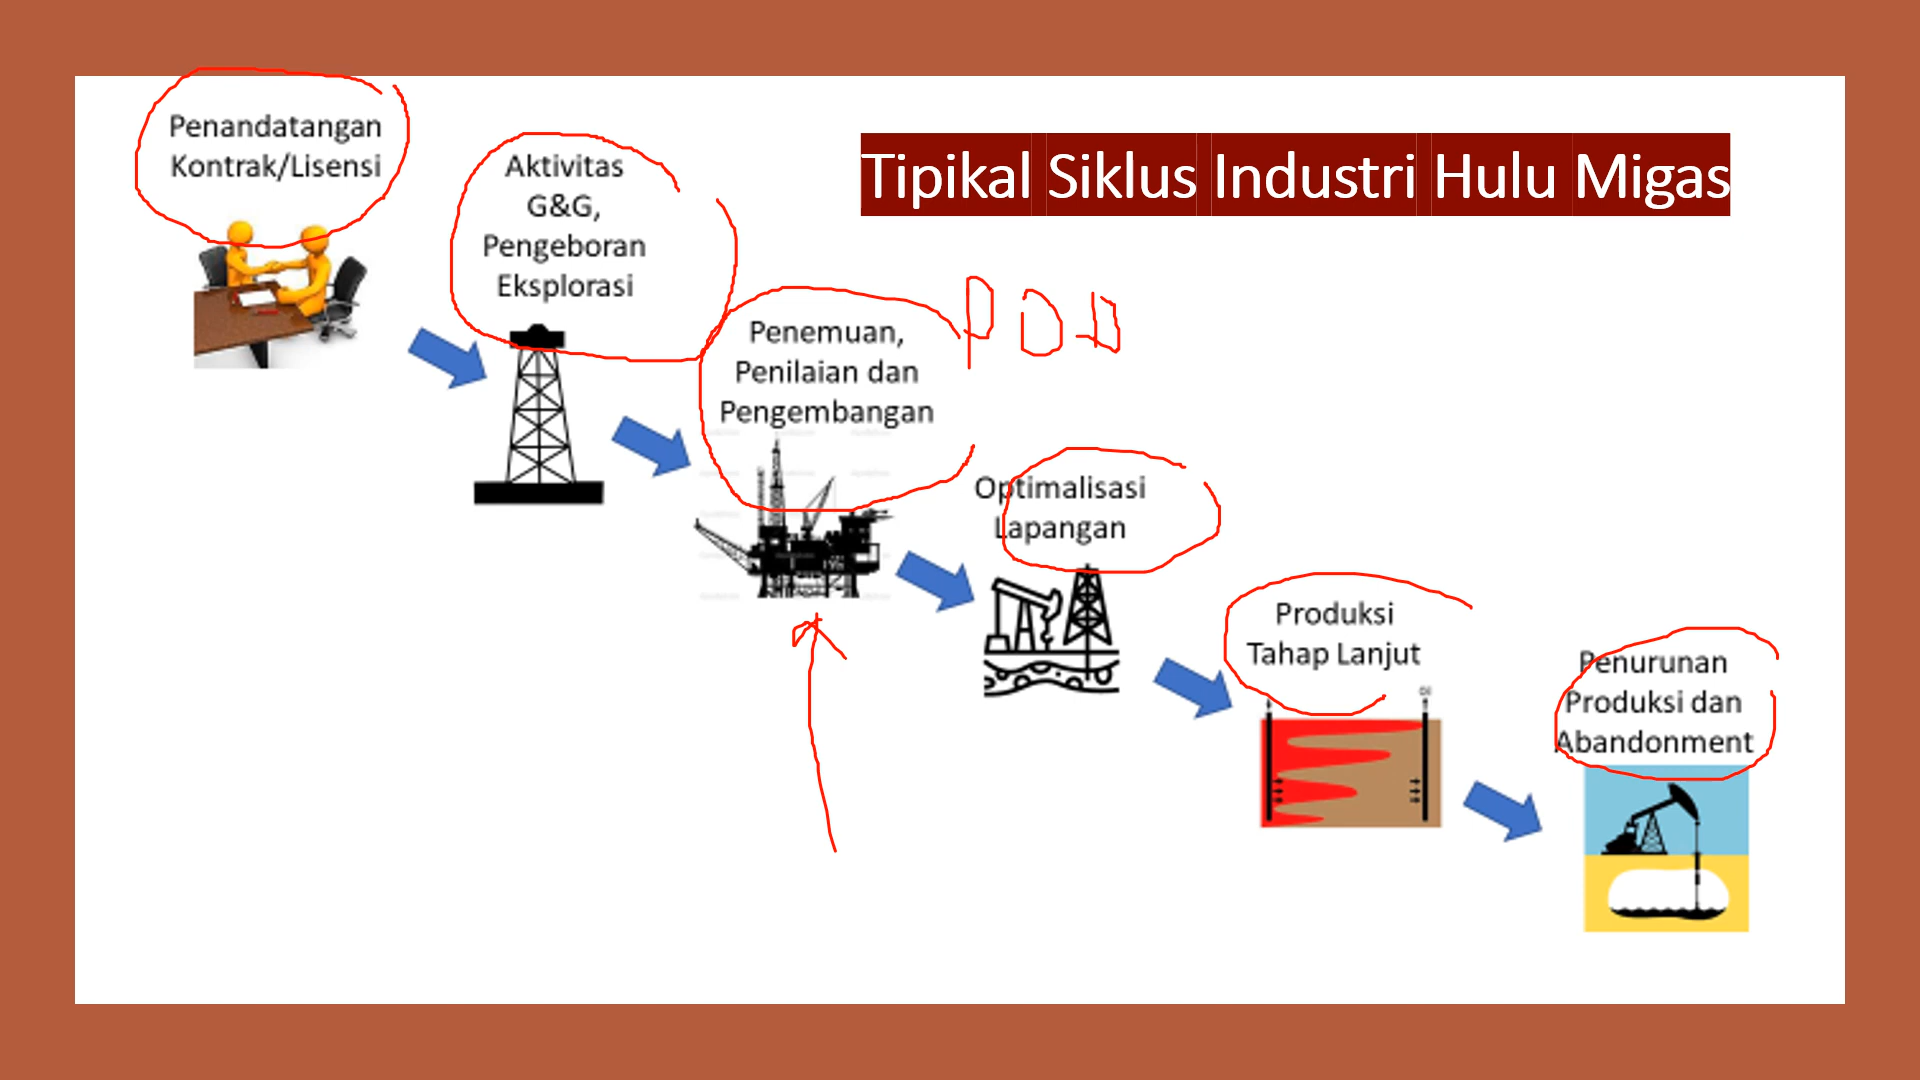 Penandatangan
Kontrak/Lisensi
Aktivitas
G&G,
Pengeboran
Eksplorasi
Tipikal Siklus Industri Hulu Migas
Penemuan,
Penilaian dan
Pengembangan
POD
Optimalisasi
Lapangan
Produksi
Tahap Lanjut
Penurunan
Produksi dan
Abandonment